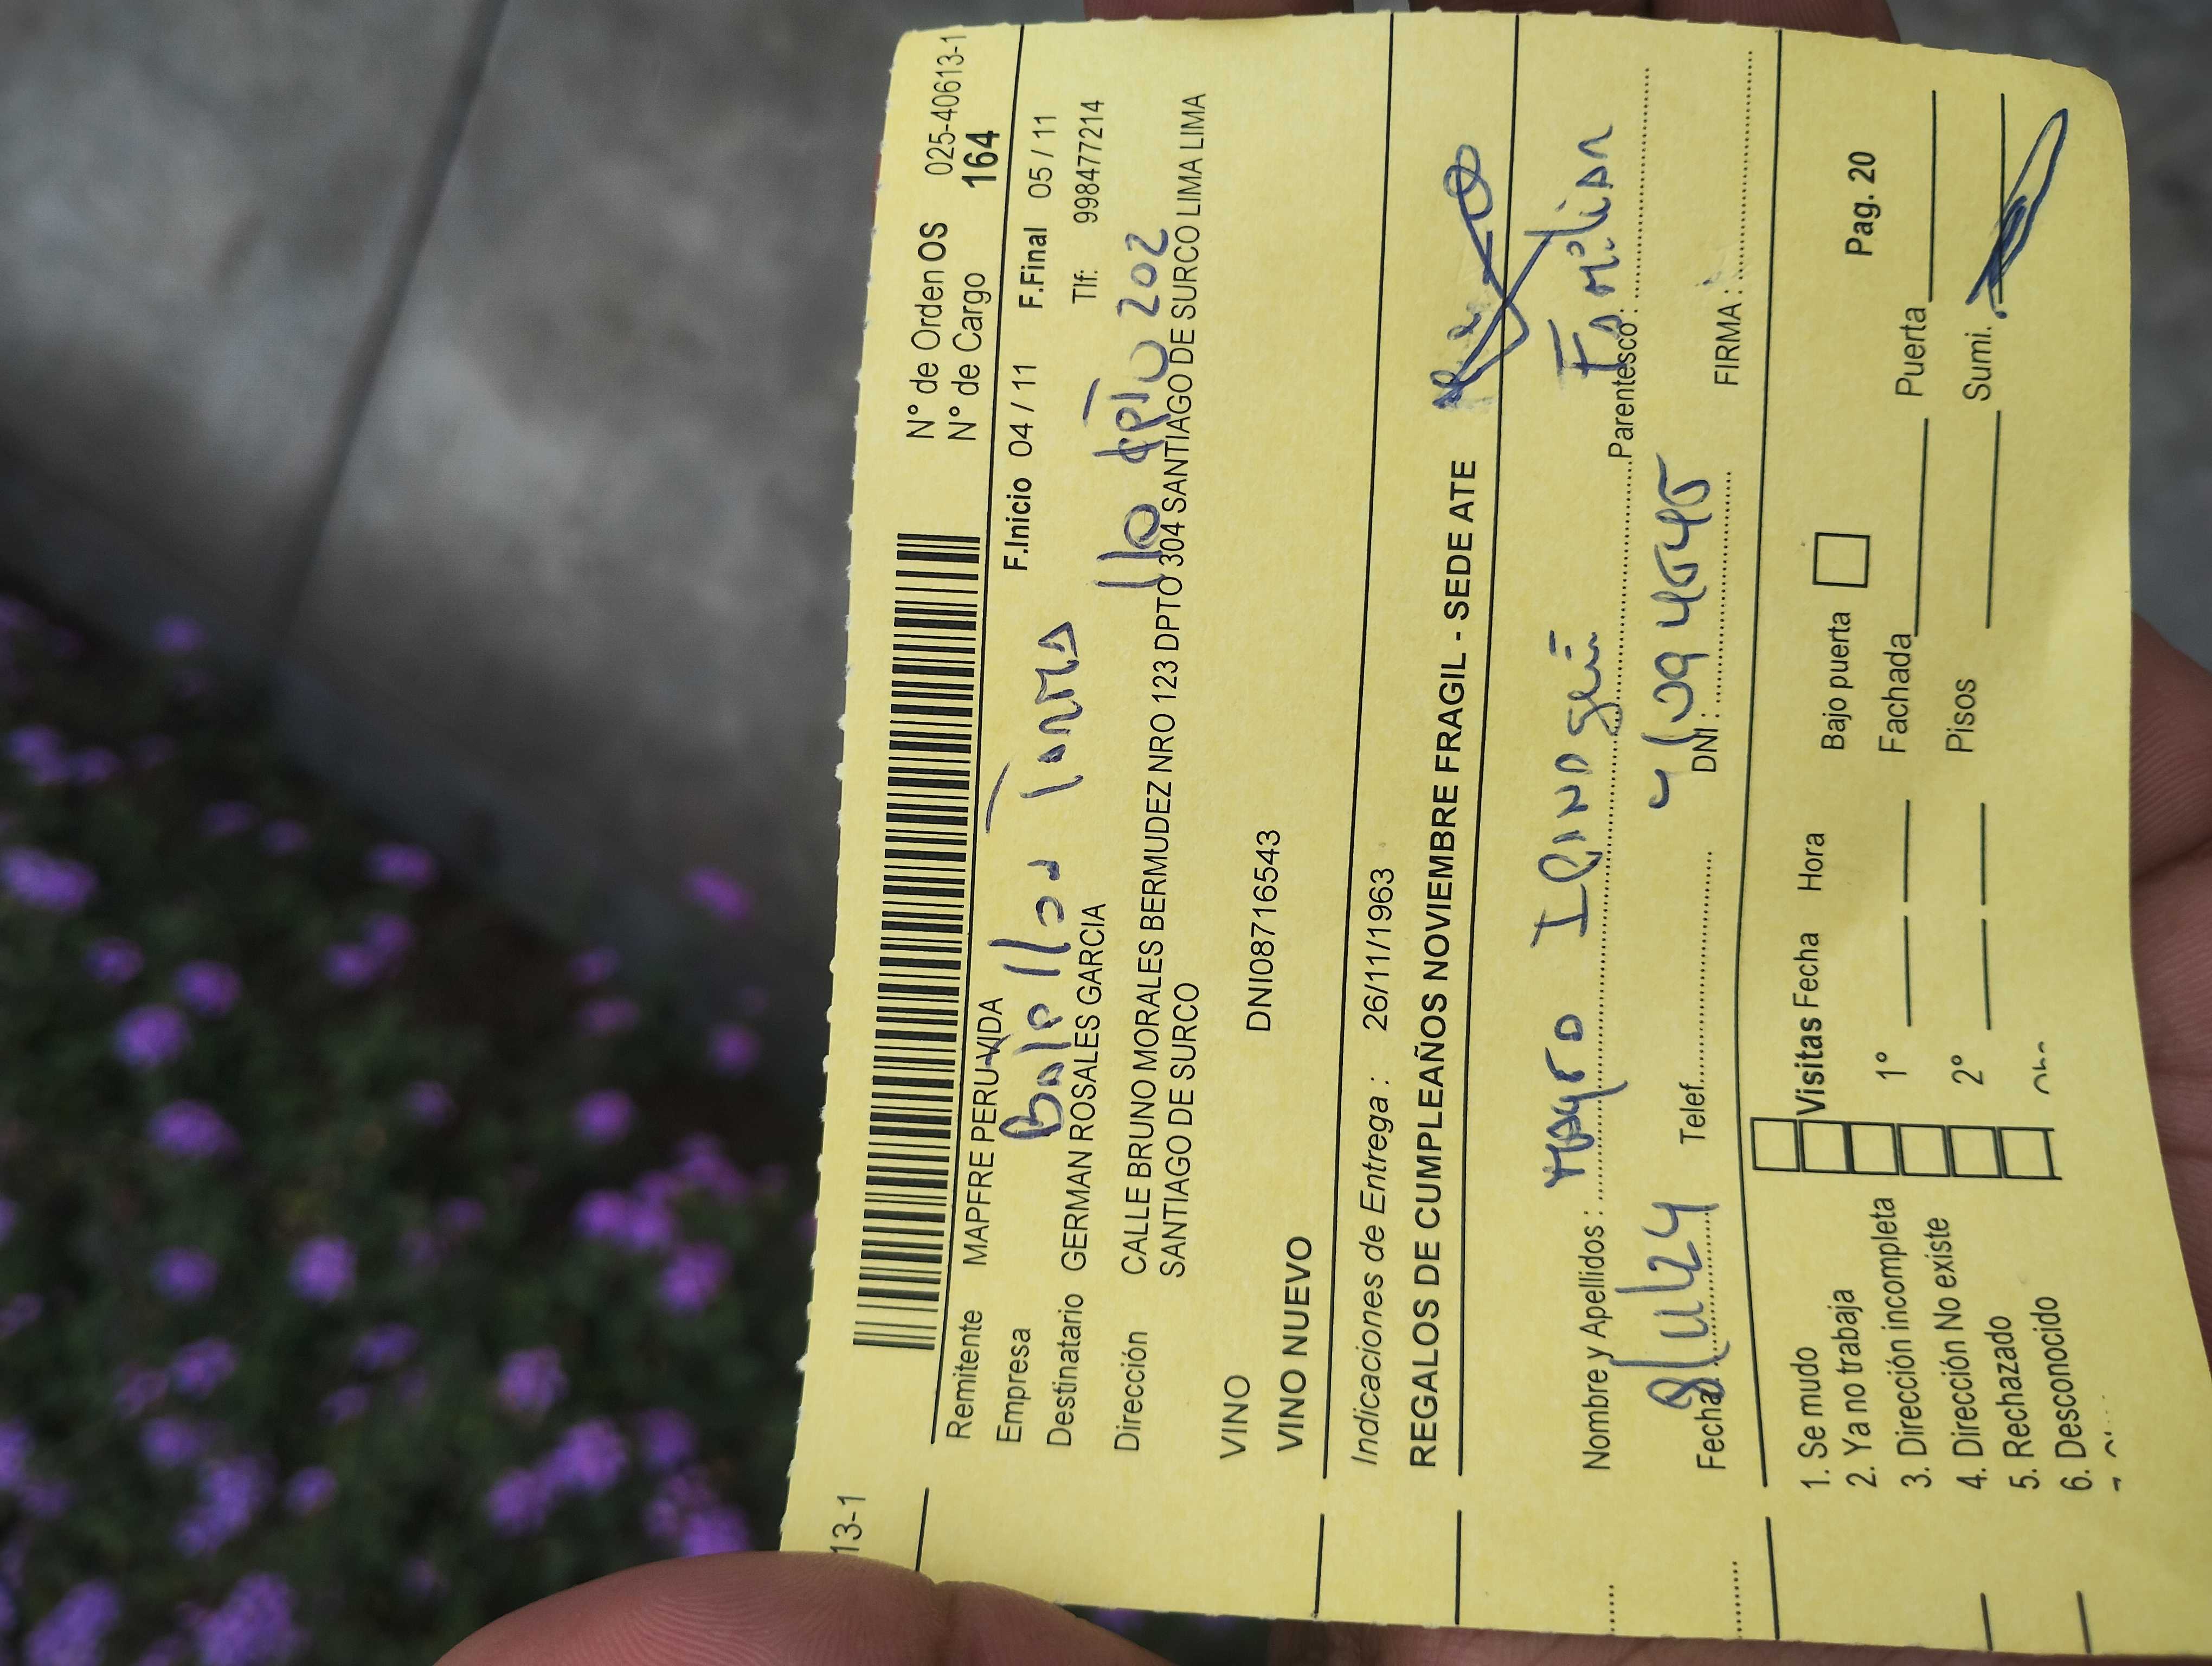 N° de Orden OS 025-40613-1
N° de Cargo 164
13-1
F.Inicio 04 / 11 F.Final 05 / 11
Remitente MAPFRE PERU VIDA
Empresa
Tlf: 998477214
Destinatario GERMAN ROSALES GARCIA
110 dpto 202
Dirección CALLE BRUNO MORALES BERMUDEZ NRO 123 DPTO 304 SANTIAGO DE SURCO LIMA LIMA
SANTIAGO DE SURCO
VINO DNI08716543
VINO NUEVO
Indicaciones de Entrega : 26/11/1963
REGALOS DE CUMPLEAÑOS NOVIEMBRE FRAGIL - SEDE ATE
Nombre y Apellidos : Parentesco :
Fecha: Telef. DNI : FIRMA :
1. Se mudo Visitas Fecha Hora Bajo puerta Pag. 20
2. Ya no trabaja
3. Dirección incompleta 1° Fachada Puerta
4. Dirección No existe
5. Rechazado 2° Pisos Sumi.
6. Desconocido